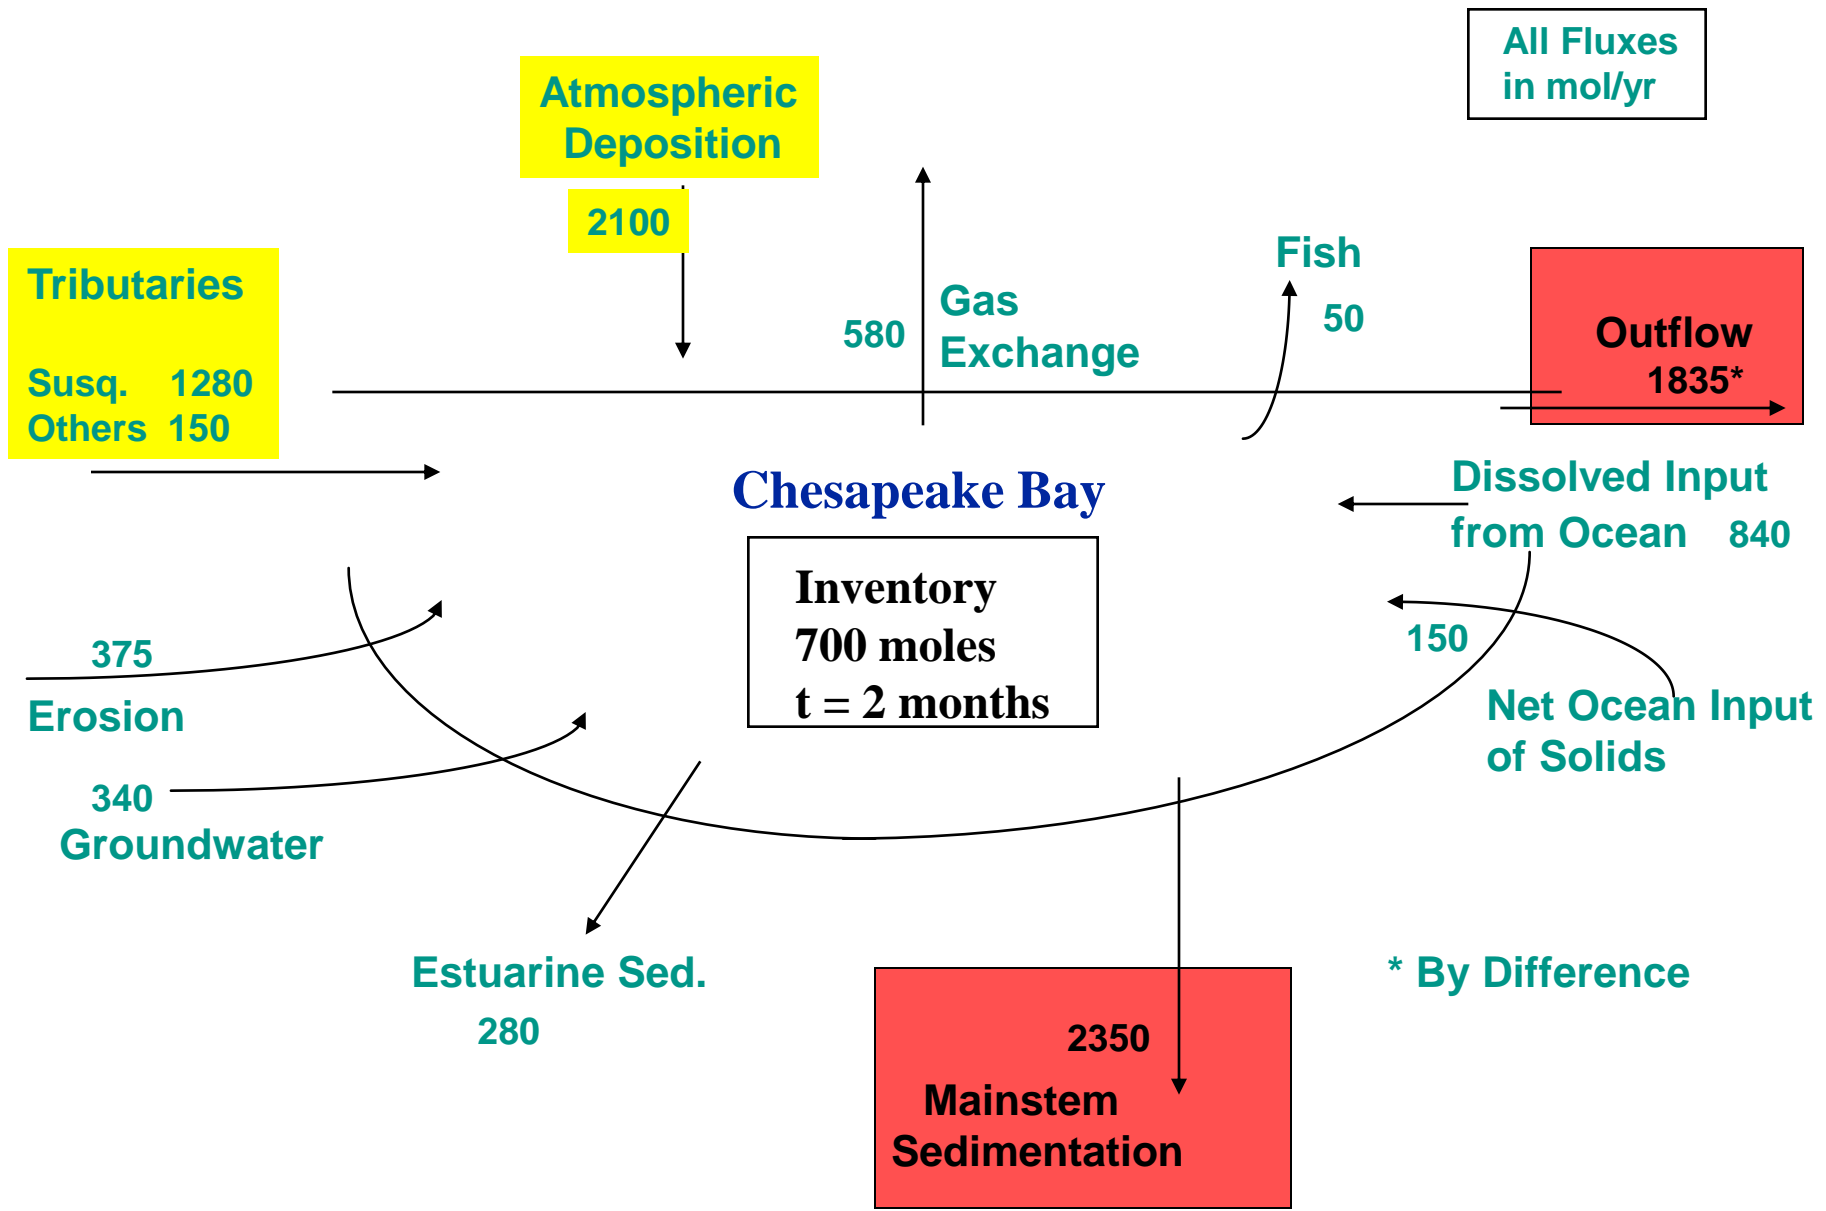 All Fluxes
in mol/yr
Atmospheric
Deposition
2100
Tributaries
Susq. 1280
Others 150
580
Gas
Exchange
Fish
50
Outflow
1835*
Chesapeake Bay
Dissolved Input
from Ocean 840
Inventory
700 moles
t = 2 months
375
Erosion
340
Groundwater
150
Net Ocean Input
of Solids
Estuarine Sed.
280
* By Difference
2350
Mainstem
Sedimentation